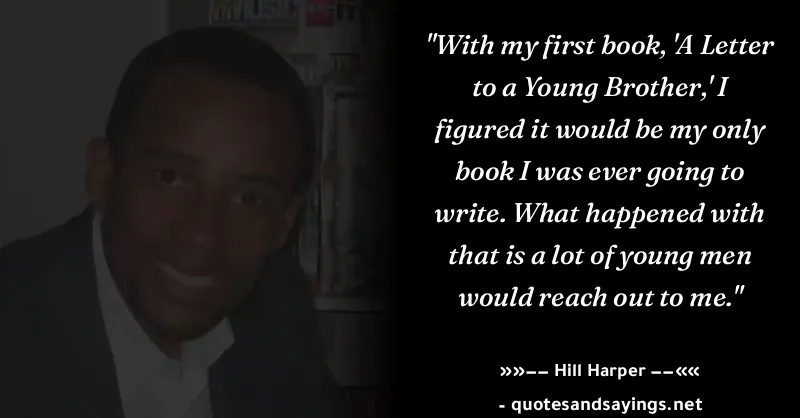 "With my first book, 'A Letter
to a Young Brother,' I
figured it would be my only
book I was ever going to
write. What happened with
that is a lot of young men
would reach out to me."
»»−− Hill Harper −−««
- quotesandsayings.net